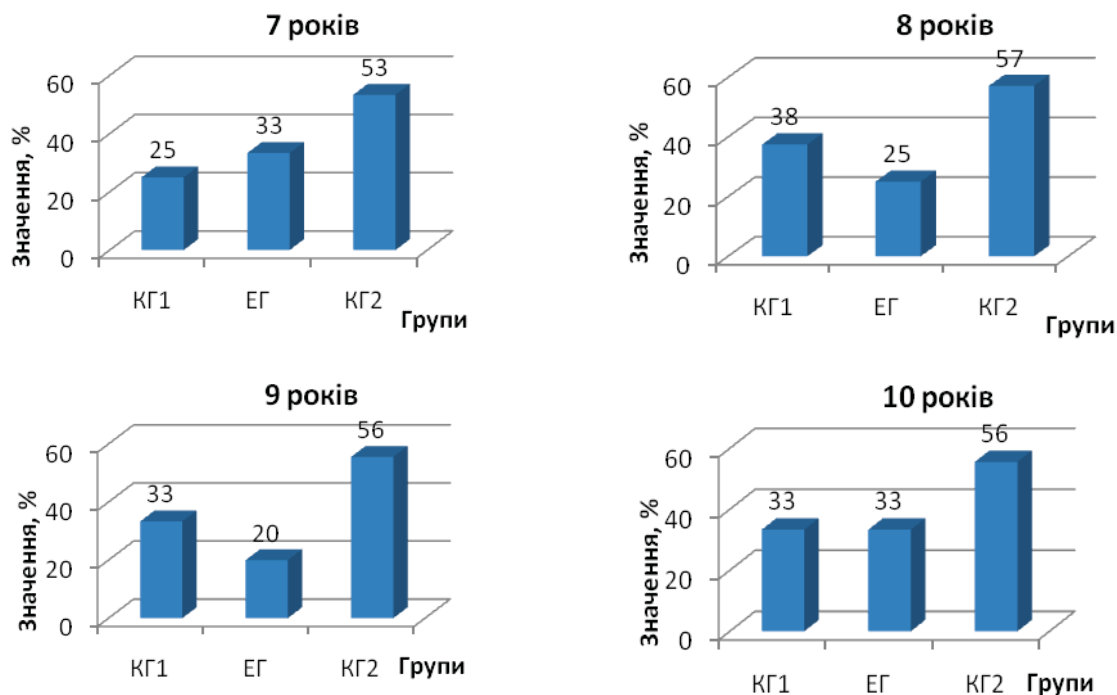 7 років
Значення, %
60
40
20
0
25
33
53
КГ1
ЕГ
КГ2
Групи
8 років
Значення, %
60
40
20
0
38
25
57
КГ1
ЕГ
КГ2
Групи
9 років
Значення, %
60
40
20
0
33
20
56
КГ1
ЕГ
КГ2
Групи
10 років
Значення, %
60
40
20
0
33
33
56
КГ1
ЕГ
КГ2
Групи